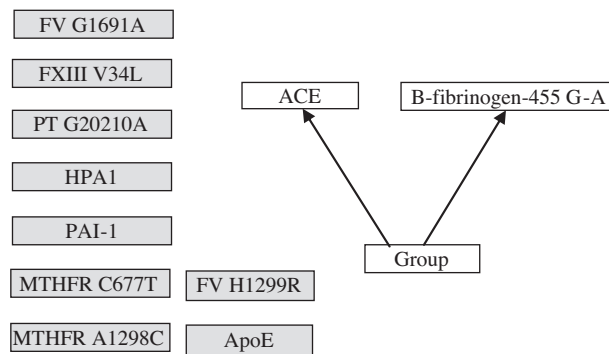 FV G1691A
FXIII V34L
PT G20210A
HPA1
PAI-1
MTHFR C677T
MTHFR A1298C
FV H1299R
ApoE
ACE
B-fibrinogen-455 G-A
Group